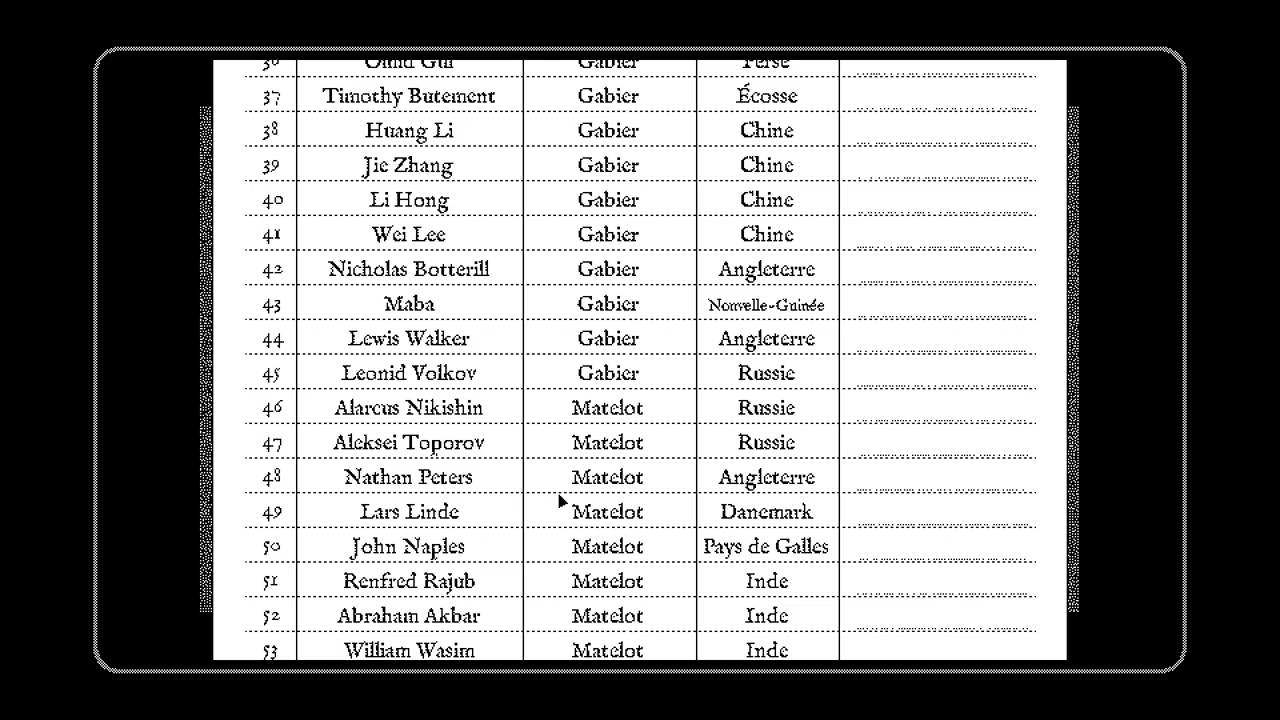 36 Omid Gul Gabier Perse
37 Timothy Butement Gabier Écosse
38 Huang Li Gabier Chine
39 Jie Zhang Gabier Chine
40 Li Hong Gabier Chine
41 Wei Lee Gabier Chine
42 Nicholas Botterill Gabier Angleterre
43 Maba Gabier Nouvelle-Guinée
44 Lewis Walker Gabier Angleterre
45 Leonid Volkov Gabier Russie
46 Alarcus Nikishin Matelot Russie
47 Aleksei Toporov Matelot Russie
48 Nathan Peters Matelot Angleterre
49 Lars Linde Matelot Danemark
50 John Naples Matelot Pays de Galles
51 Renfred Rajub Matelot Inde
52 Abraham Akbar Matelot Inde
53 William Wasim Matelot Inde